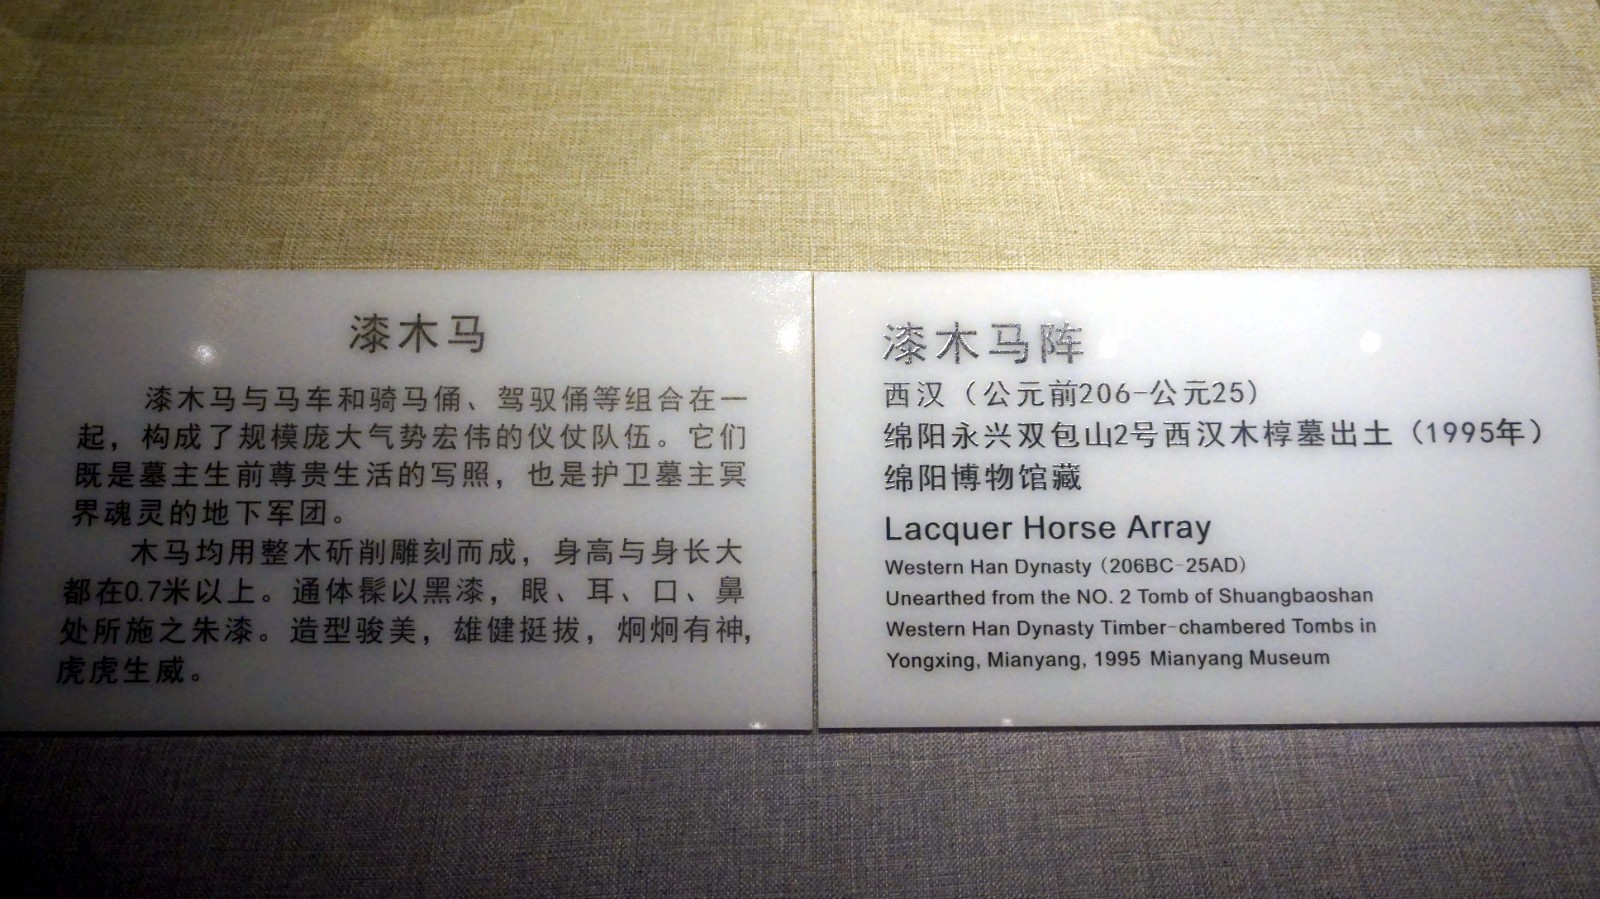 漆木马
漆木马与马车和骑马俑、驾驭俑等组合在一
起，构成了规模庞大气势宏伟的仪仗队伍。它们
既是墓主生前尊贵生活的写照，也是护卫墓主冥
界魂灵的地下军团。
木马均用整木斫削雕刻而成，身高与身长大
都在0.7米以上。通体髹以黑漆，眼、耳、口、鼻
处所施之朱漆。造型骏美，雄健挺拔，炯炯有神，
虎虎生威。
漆木马阵
西汉（公元前206-公元25）
绵阳永兴双包山2号西汉木椁墓出土（1995年）
绵阳博物馆藏
Lacquer Horse Array
Western Han Dynasty (206BC-25AD)
Unearthed from the NO. 2 Tomb of Shuangbaoshan
Western Han Dynasty Timber-chambered Tombs in
Yongxing, Mianyang, 1995 Mianyang Museum